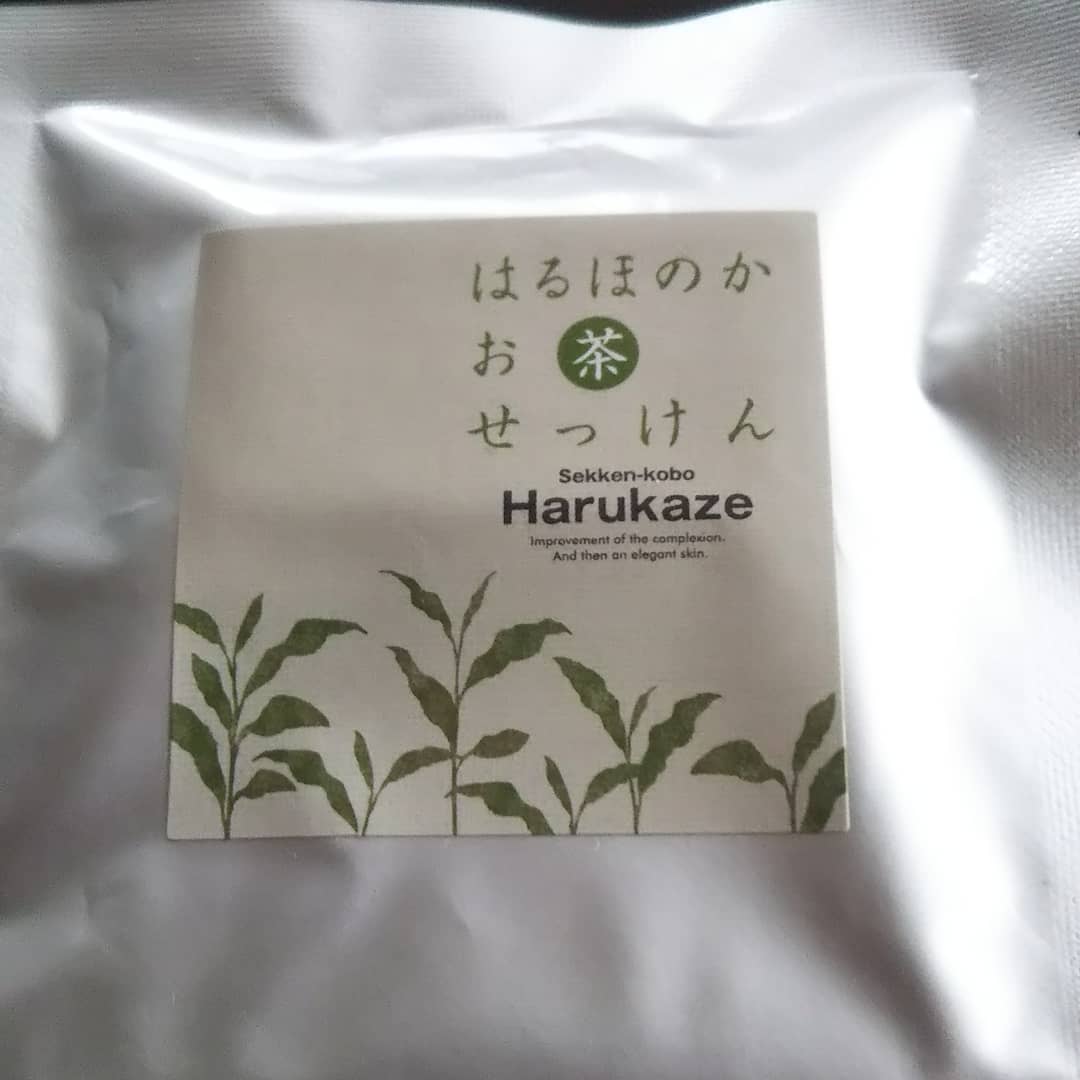 はるほのか
お茶
せっけん
Sekken-kobo
Harukaze
Improvement of the complexion.
And then an elegant skin.